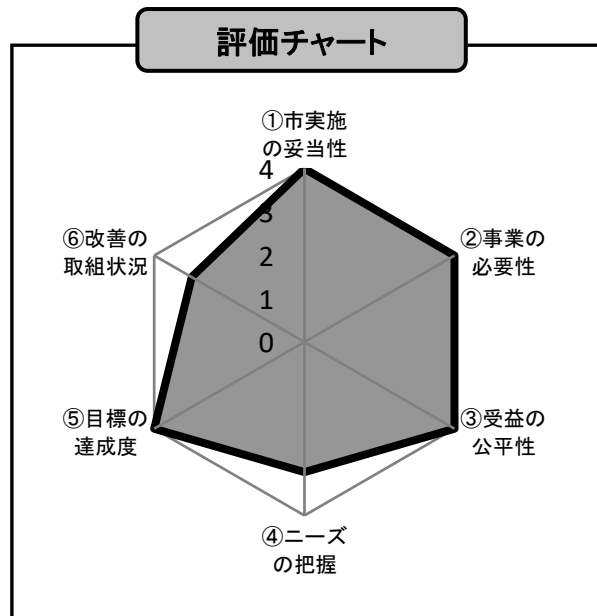 評価チャート
①市実施
の妥当性
4
3
2
1
0
②事業の
必要性
③受益の
公平性
④ニーズ
の把握
⑤目標の
達成度
⑥改善の
取組状況